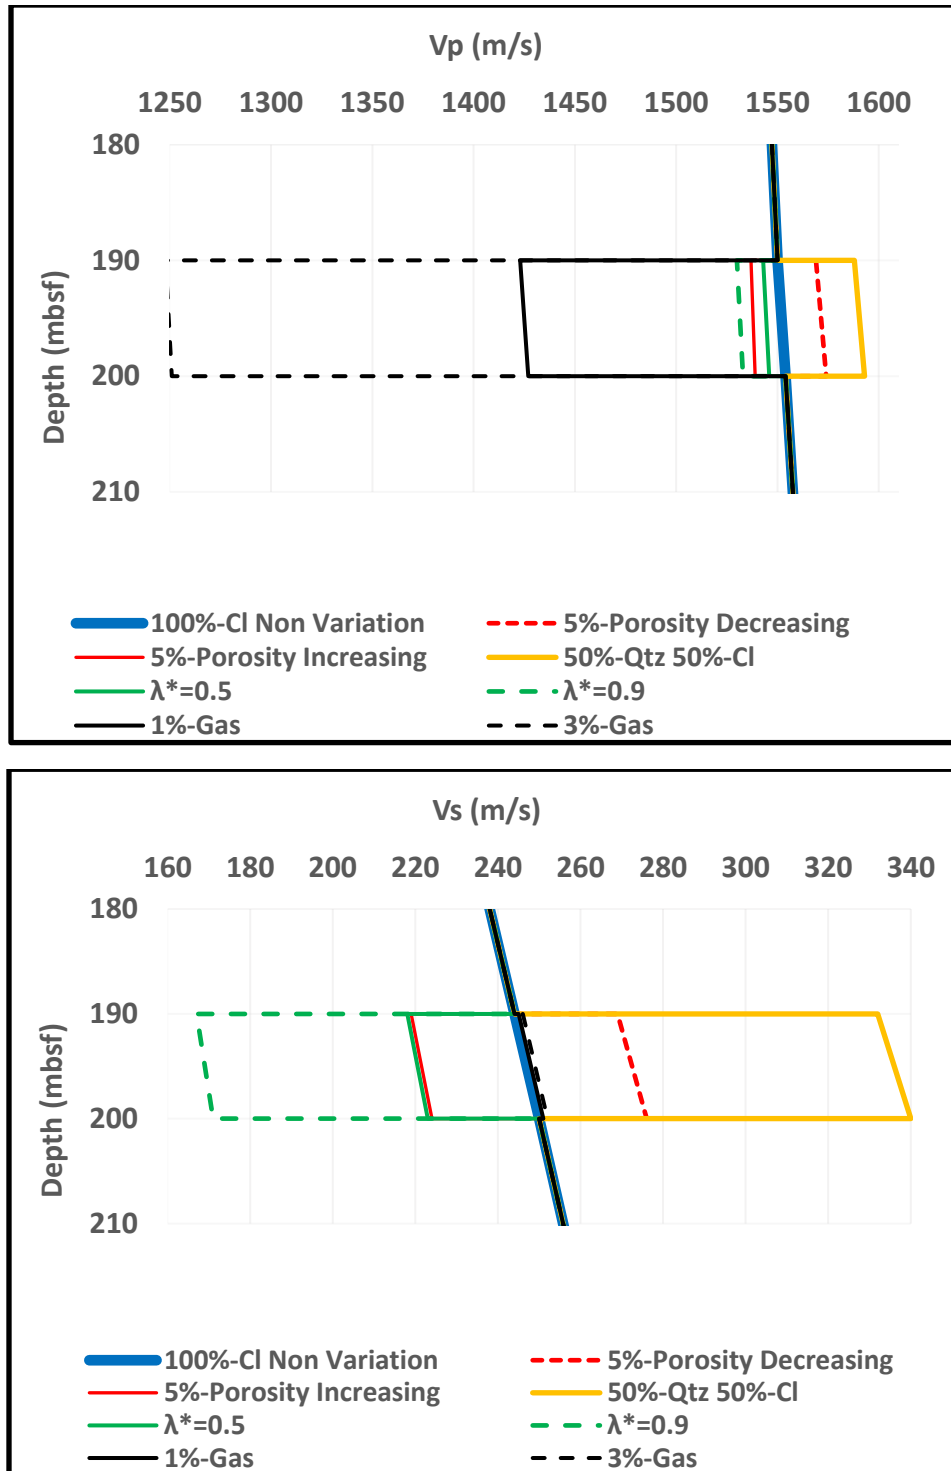 Vp (m/s)
1250 1300 1350 1400 1450 1500 1550 1600
180
190
200
210
Depth (mbsf)
100%-Cl Non Variation 5%-Porosity Decreasing
5%-Porosity Increasing 50%-Qtz 50%-Cl
λ*=0.5 λ*=0.9
1%-Gas 3%-Gas
Vs (m/s)
160 180 200 220 240 260 280 300 320 340
180
190
200
210
Depth (mbsf)
100%-Cl Non Variation 5%-Porosity Decreasing
5%-Porosity Increasing 50%-Qtz 50%-Cl
λ*=0.5 λ*=0.9
1%-Gas 3%-Gas